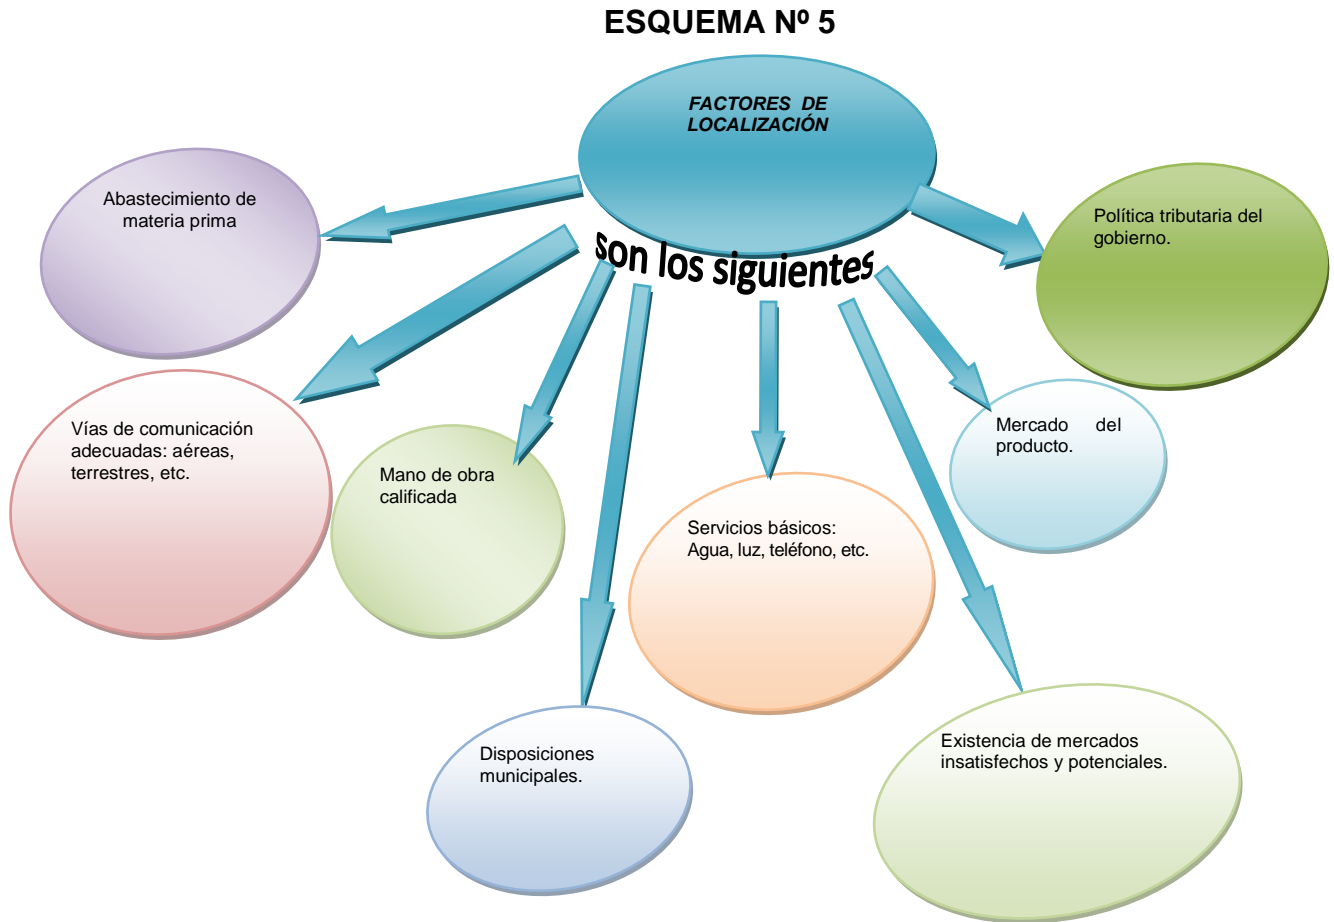 ESQUEMA Nº 5
FACTORES DE
LOCALIZACIÓN
son los siguientes
Abastecimiento de
materia prima
Política tributaria del
gobierno.
Vías de comunicación
adecuadas: aéreas,
terrestres, etc.
Mano de obra
calificada
Servicios básicos:
Agua, luz, teléfono, etc.
Mercado del
producto.
Disposiciones
municipales.
Existencia de mercados
insatisfechos y potenciales.